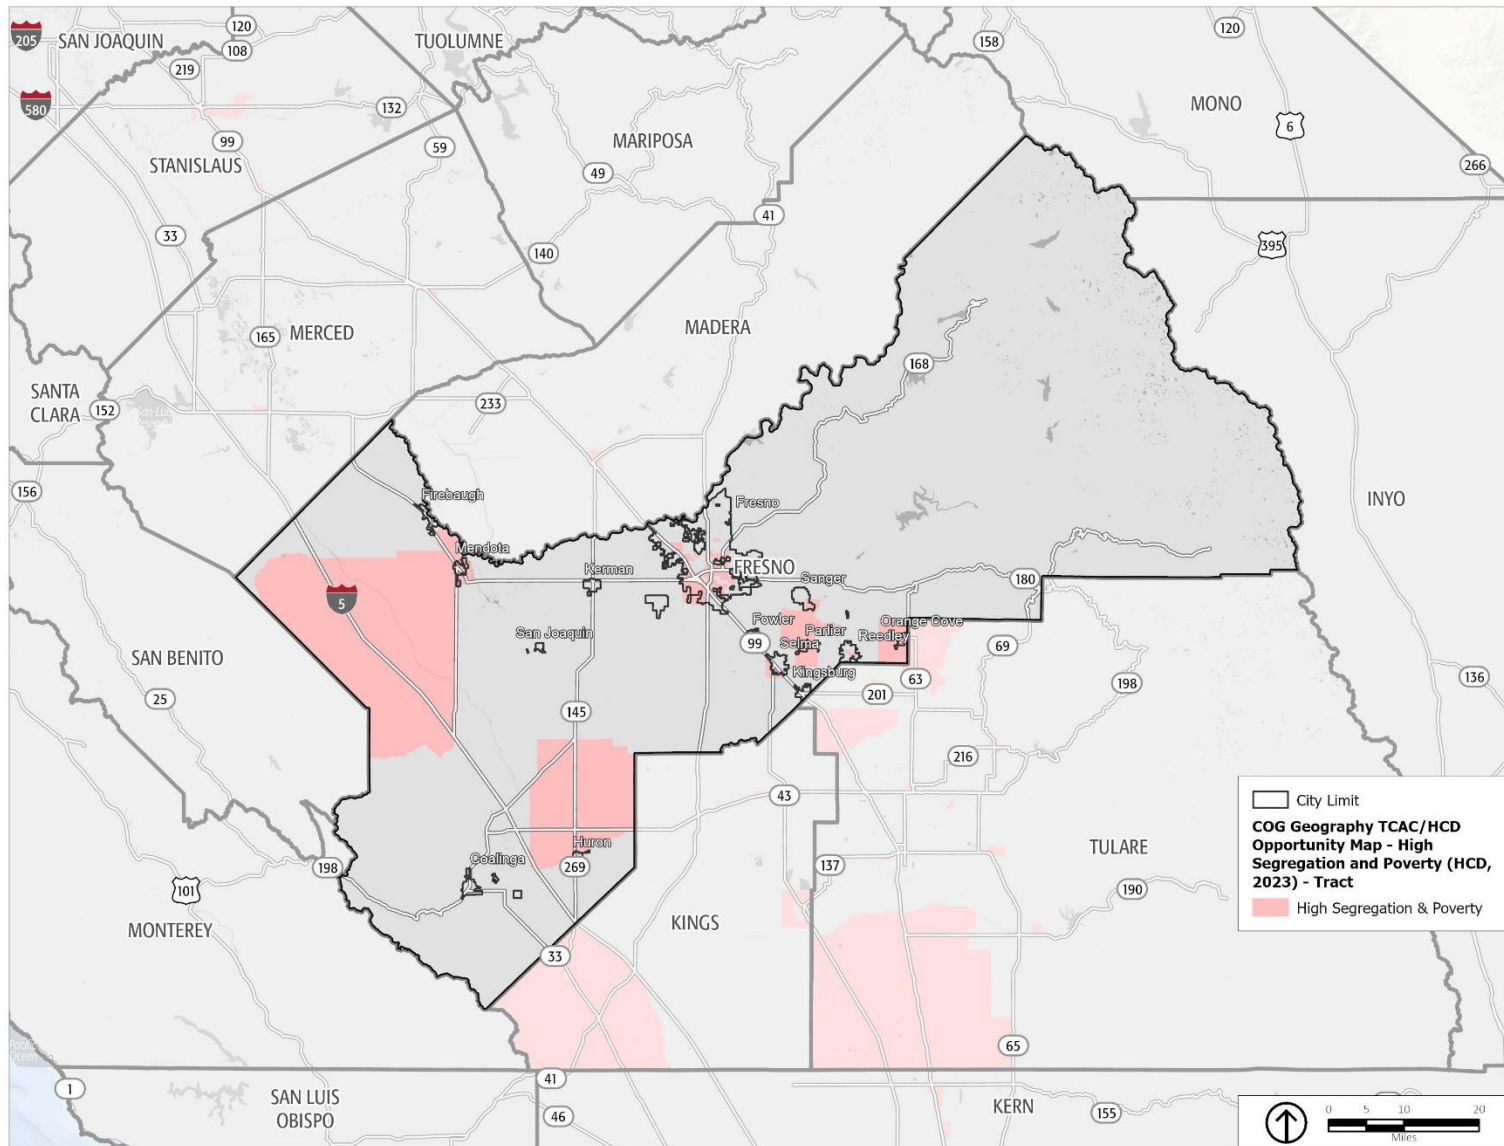 205
SAN JOAQUIN
120
108
TUOLUMNE
158
120
219
580
132
MONO
6
99
59
MARIPOSA
STANISLAUS
49
266
41
33
140
395
165
MERCED
MADERA
168
SANTA
CLARA
152
San Luis
233
156
Firebaugh
Fresno
INYO
Mendota
FRESNO
Kerman
Sanger
180
5
Fowler
Orange Cove
Parlier
San Joaquin
99
Selma
Reedley
69
SAN BENITO
Kingsburg
63
198
136
201
25
145
216
43
Huron
TULARE
Coalinga
198
269
137
190
101
MONTEREY
KINGS
33
65
Pacific
Ocean
1
41
SAN LUIS
OBISPO
46
KERN
155
City Limit
COG Geography TCAC/HCD
Opportunity Map - High
Segregation and Poverty (HCD,
2023) - Tract
High Segregation & Poverty
0 5 10 20
Miles